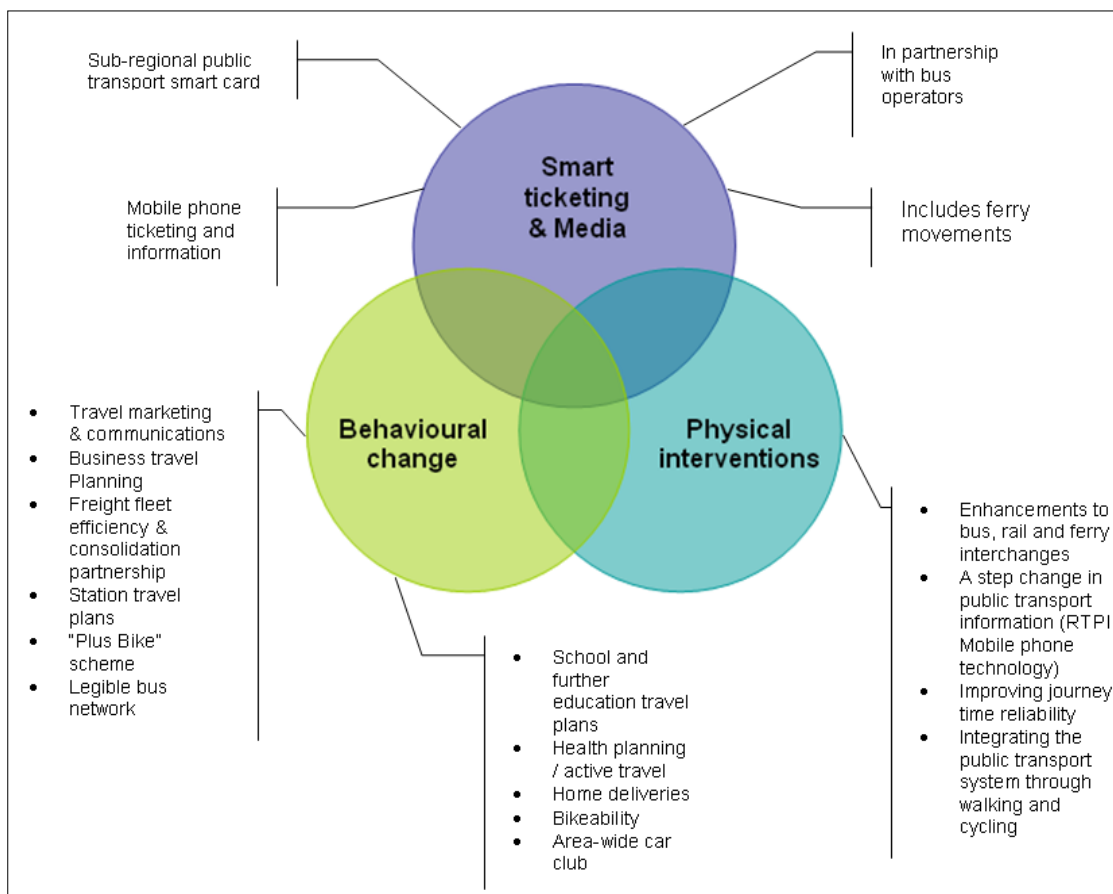 Sub-regional public
transport smart card
In partnership
with bus
operators
Smart
ticketing
& Media
Mobile phone
ticketing and
information
Includes ferry
movements
Behavioural
change
Physical
interventions
• Travel marketing
& communications
• Business travel
Planning
• Freight fleet
efficiency &
consolidation
partnership
• Station travel
plans
• "Plus Bike"
scheme
• Legible bus
network
• School and
further
education travel
plans
• Health planning
/ active travel
• Home deliveries
• Bikeability
• Area-wide car
club
• Enhancements to
bus, rail and ferry
interchanges
• A step change in
public transport
information (RTPI
Mobile phone
technology)
• Improving journey
time reliability
• Integrating the
public transport
system through
walking and
cycling